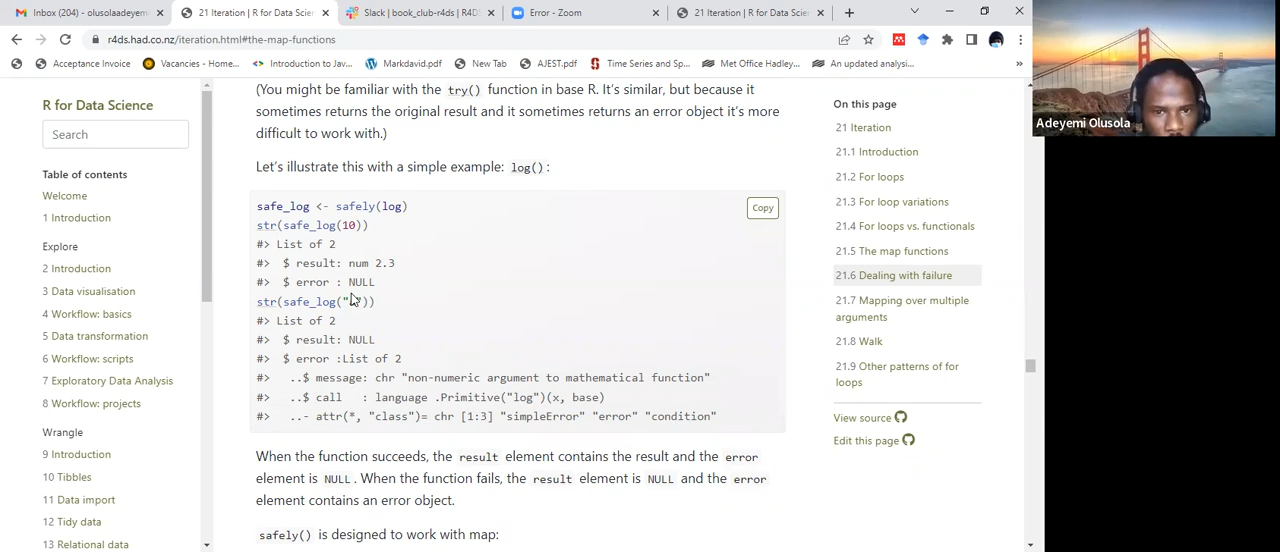 Inbox (204) - olusolaadeyem
21 Iteration | R for Data Science
Slack | book_club-r4ds | R4DS
Error - Zoom
21 Iteration | R for Data Scienc
r4ds.had.co.nz/iteration.html#the-map-functions
Acceptance Invoice
Vacancies - Home...
Introduction to Jav...
Markdavid.pdf
New Tab
AJEST.pdf
Time Series and Sp...
Met Office Hadley...
An updated analysi...
R for Data Science
Search
Table of contents
Welcome
1 Introduction
Explore
2 Introduction
3 Data visualisation
4 Workflow: basics
5 Data transformation
6 Workflow: scripts
7 Exploratory Data Analysis
8 Workflow: projects
Wrangle
9 Introduction
10 Tibbles
11 Data import
12 Tidy data
13 Relational data
(You might be familiar with the try() function in base R. It's similar, but because it
sometimes returns the original result and it sometimes returns an error object it's more
difficult to work with.)
Let's illustrate this with a simple example: log():
Copy
safe_log <- safely(log)
str(safe_log(10))
#> List of 2
#>  $ result: num 2.3
#>  $ error : NULL
str(safe_log("
"))
#> List of 2
#>  $ result: NULL
#>  $ error :List of 2
#>   ..$ message: chr "non-numeric argument to mathematical function"
#>   ..$ call   : language .Primitive("log")(x, base)
#>   ..- attr(*, "class")= chr [1:3] "simpleError" "error" "condition"
When the function succeeds, the result element contains the result and the error
element is NULL. When the function fails, the result element is NULL and the error
element contains an error object.
safely() is designed to work with map:
On this page
21 Iteration
21.1 Introduction
21.2 For loops
21.3 For loop variations
21.4 For loops vs. functionals
21.5 The map functions
21.6 Dealing with failure
21.7 Mapping over multiple
arguments
21.8 Walk
21.9 Other patterns of for
loops
View source
Edit this page
Adeyemi Olusola